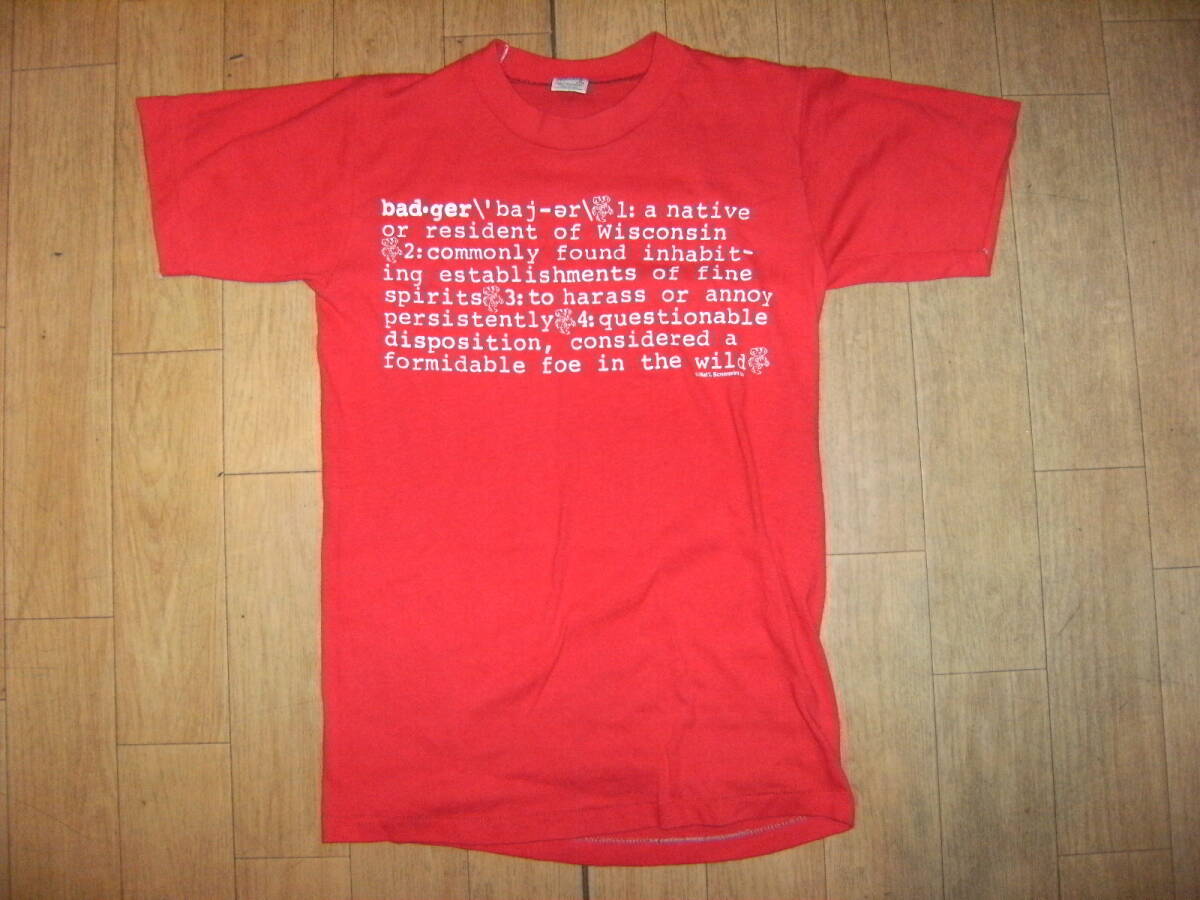 bad·ger\'baj-ər\ 1: a native
or resident of Wisconsin
2: commonly found inhabit-
ing establishments of fine
spirits 3: to harass or annoy
persistently 4: questionable
disposition, considered a
formidable foe in the wild